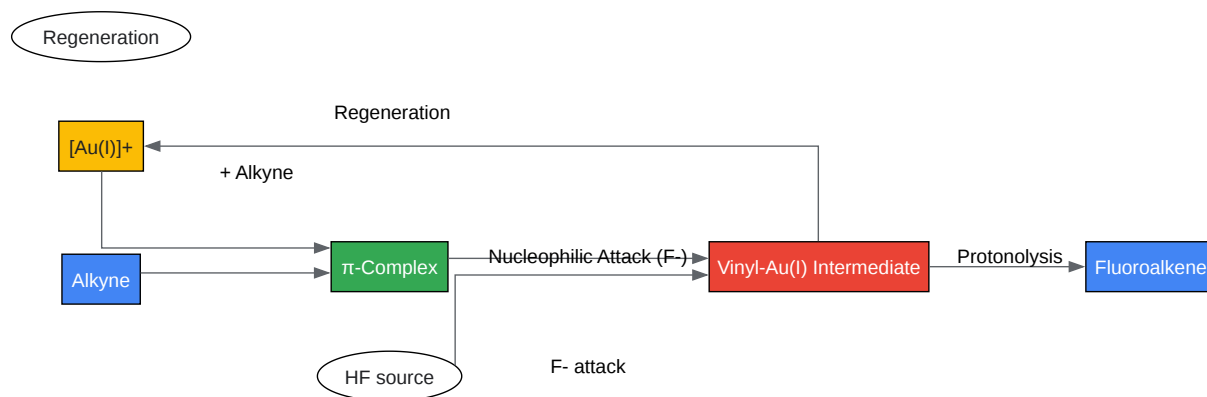 Regeneration
Regeneration
[Au(I)]+
+ Alkyne
Alkyne
π-Complex
Nucleophilic Attack (F-)
Vinyl-Au(I) Intermediate
Protonolysis
Fluoroalkene
HF source
F- attack